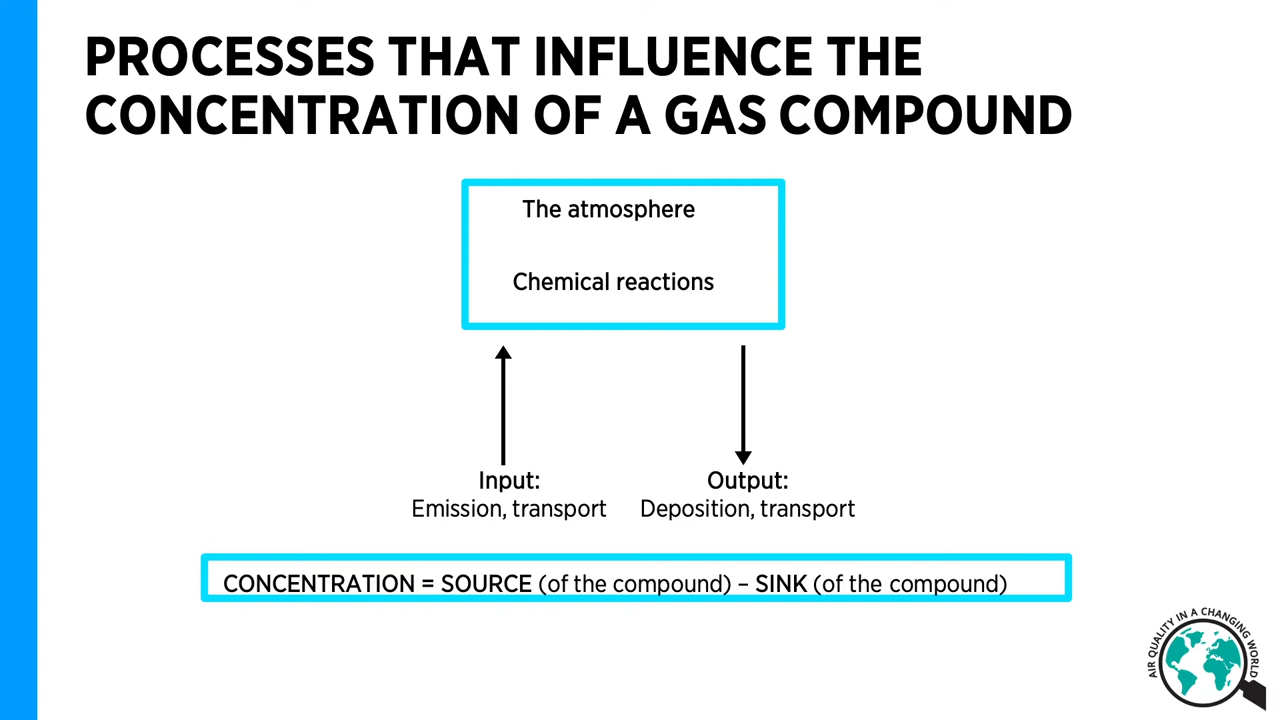 PROCESSES THAT INFLUENCE THE
CONCENTRATION OF A GAS COMPOUND
The atmosphere
Chemical reactions
Input:
Emission, transport
Output:
Deposition, transport
CONCENTRATION = SOURCE (of the compound) – SINK (of the compound)
AIR QUALITY IN A CHANGING WORLD